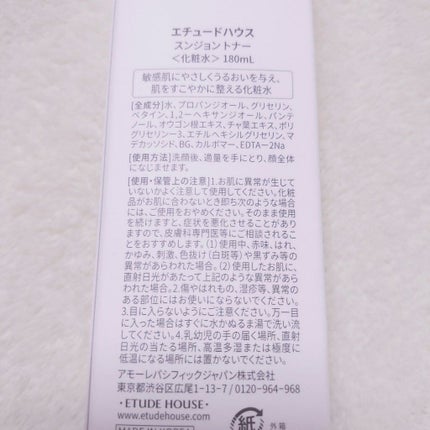 エチュードハウス
スンジョントナー
＜化粧水＞180mL
敏感肌にやさしくうるおいを与え、
肌をすこやかに整える化粧水
[全成分]水、プロパンジオール、グリセリン、
ベタイン、1,2-ヘキサンジオール、パンテ
ノール、オウゴン根エキス、チャ葉エキス、ポリ
グリセリン-3、エチルヘキシルグリセリン、マ
デカッソシド、BG、カルボマー、EDTA-2Na
[使用方法]洗顔後、適量を手にとり、顔全体
になじませます。
[使用・保管上の注意]1.お肌に異常が生じて
いないかよく注意して使用してください。化粧
品がお肌に合わないとき即ち次のような場合
には、ご使用をおやめください。そのまま使用
を続けますと、症状を悪化させることがあり
ますので、皮膚科専門医等にご相談されるこ
とをおすすめします。(1)使用中、赤味、はれ、
かゆみ、刺激、色抜け(白斑等)や黒ずみ等の
異常があらわれた場合。(2)使用したお肌に、
直射日光があたって上記のような異常があら
われた場合。2.傷やはれもの、湿疹等、異常の
ある部位にはお使いにならないでください。
3.目に入らないようにご注意ください。万一目
に入った場合はすぐに水かぬるま湯で洗い流
してください。4.乳幼児の手の届く場所、直射
日光の当たる場所、高温多湿または極度に
低温になる場所には置かないでください。
アモーレパシフィックジャパン株式会社
東京都渋谷区広尾1-13-7/0120-964-968
・ETUDE HOUSE・
www.etudehouse.com
MADE IN KOREA
紙 外箱